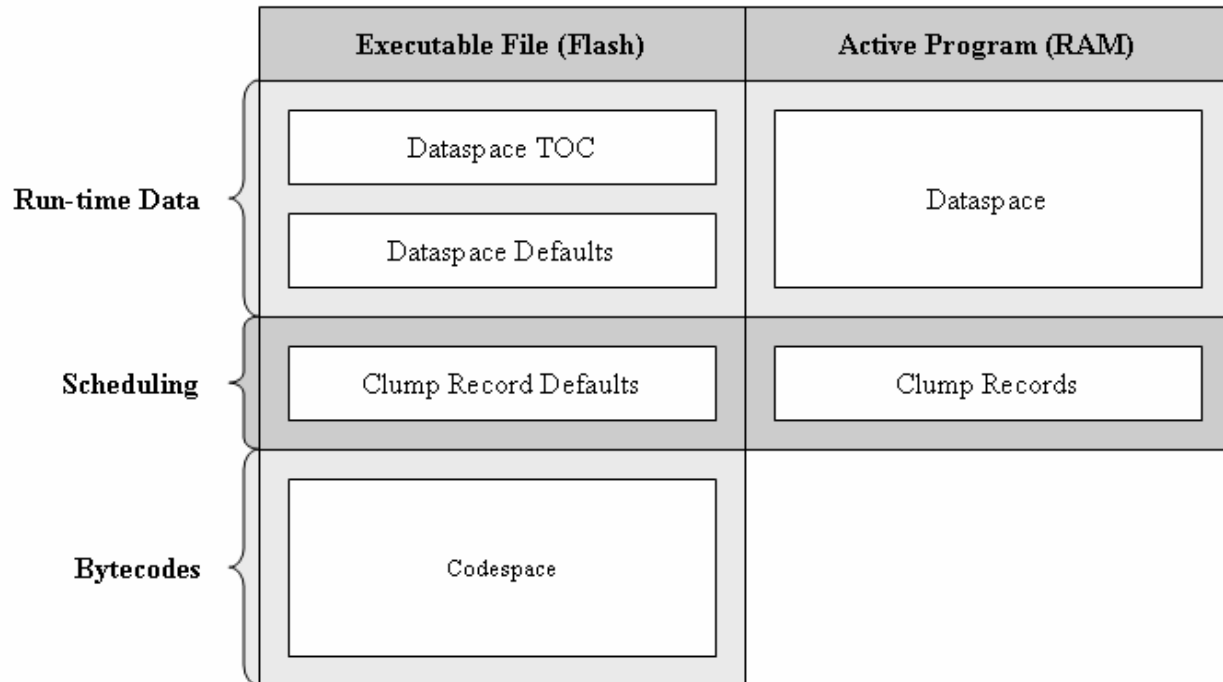 Executable File (Flash)
Active Program (RAM)
Run-time Data
Dataspace TOC
Dataspace Defaults
Dataspace
Scheduling
Clump Record Defaults
Clump Records
Bytecodes
Codespace